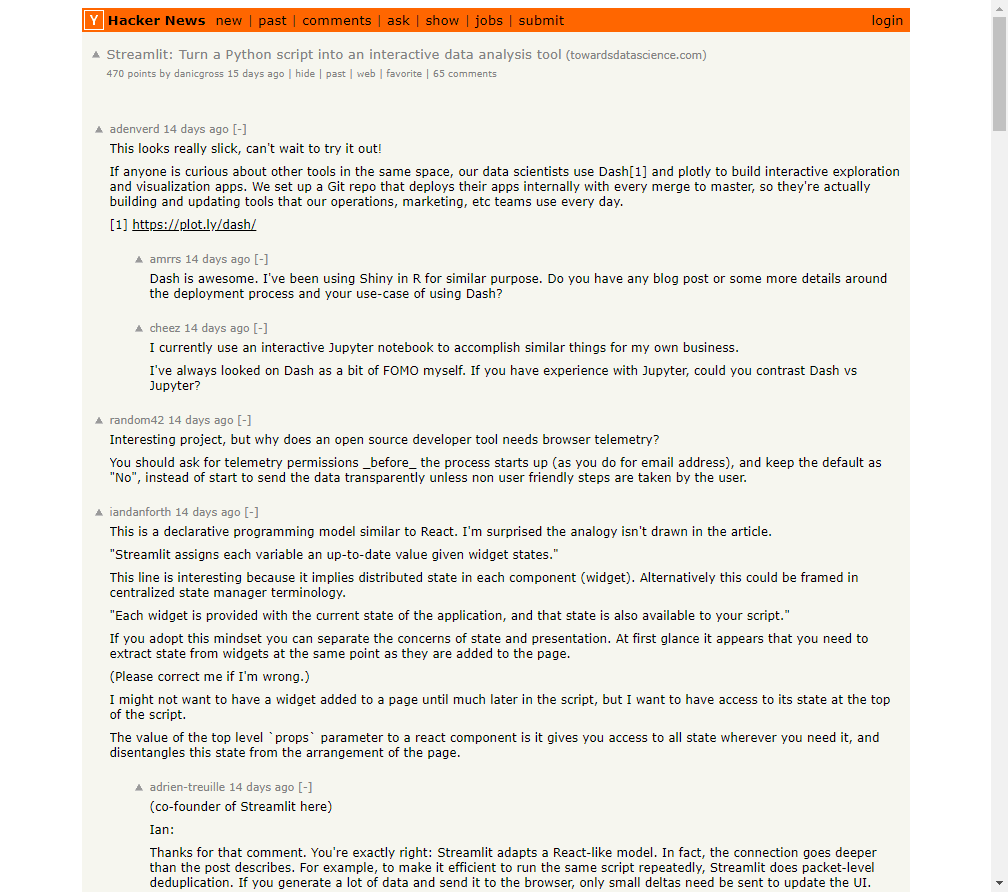 Y Hacker News new | past | comments | ask | show | jobs | submit login
Streamlit: Turn a Python script into an interactive data analysis tool (towardsdatascience.com)
470 points by danicgross 15 days ago | hide | past | web | favorite | 65 comments
adenverd 14 days ago [-]
This looks really slick, can't wait to try it out!
If anyone is curious about other tools in the same space, our data scientists use Dash[1] and plotly to build interactive exploration
and visualization apps. We set up a Git repo that deploys their apps internally with every merge to master, so they're actually
building and updating tools that our operations, marketing, etc teams use every day.
[1] https://plot.ly/dash/
amrrs 14 days ago [-]
Dash is awesome. I've been using Shiny in R for similar purpose. Do you have any blog post or some more details around
the deployment process and your use-case of using Dash?
cheez 14 days ago [-]
I currently use an interactive Jupyter notebook to accomplish similar things for my own business.
I've always looked on Dash as a bit of FOMO myself. If you have experience with Jupyter, could you contrast Dash vs
Jupyter?
random42 14 days ago [-]
Interesting project, but why does an open source developer tool needs browser telemetry?
You should ask for telemetry permissions _before_ the process starts up (as you do for email address), and keep the default as
"No", instead of start to send the data transparently unless non user friendly steps are taken by the user.
iandanforth 14 days ago [-]
This is a declarative programming model similar to React. I'm surprised the analogy isn't drawn in the article.
"Streamlit assigns each variable an up-to-date value given widget states."
This line is interesting because it implies distributed state in each component (widget). Alternatively this could be framed in
centralized state manager terminology.
"Each widget is provided with the current state of the application, and that state is also available to your script."
If you adopt this mindset you can separate the concerns of state and presentation. At first glance it appears that you need to
extract state from widgets at the same point as they are added to the page.
(Please correct me if I'm wrong.)
I might not want to have a widget added to a page until much later in the script, but I want to have access to its state at the top
of the script.
The value of the top level `props` parameter to a react component is it gives you access to all state wherever you need it, and
disentangles this state from the arrangement of the page.
adrien-treuille 14 days ago [-]
(co-founder of Streamlit here)
Ian:
Thanks for that comment. You're exactly right: Streamlit adapts a React-like model. In fact, the connection goes deeper
than the post describes. For example, to make it efficient to run the same script repeatedly, Streamlit does packet-level
deduplication. If you generate a lot of data and send it to the browser, only small deltas need be sent to update the UI.